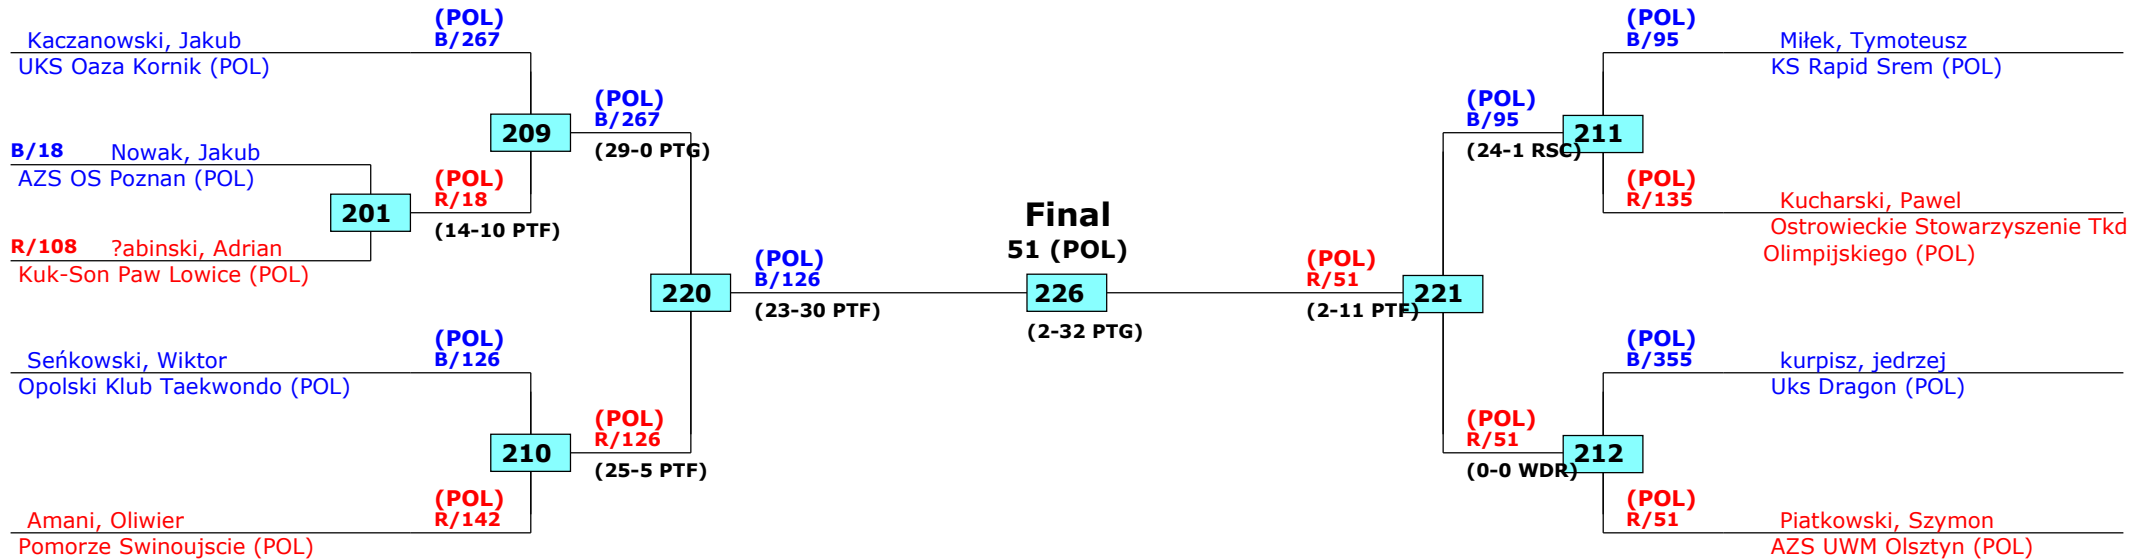 (POL)
Kaczanowski, Jakub B/267
UKS Oaza Kornik (POL)
(POL)
B/267
209
(29-0 PTG)
B/18 Nowak, Jakub
AZS OS Poznan (POL)
(POL)
R/18
201
(14-10 PTF)
R/108 ?abinski, Adrian
Kuk-Son Paw Lowice (POL)
(POL)
B/126
220
(23-30 PTF)
(POL)
Seńkowski, Wiktor B/126
Opolski Klub Taekwondo (POL)
(POL)
R/126
210
(25-5 PTF)
(POL)
Amani, Oliwier R/142
Pomorze Swinoujscie (POL)
Final
51 (POL)
226
(2-32 PTG)
(POL)
B/95 Miłek, Tymoteusz
KS Rapid Srem (POL)
(POL)
B/95
211
(24-1 RSC)
(POL)
R/135 Kucharski, Pawel
Ostrowieckie Stowarzyszenie Tkd
Olimpijskiego (POL)
(POL)
R/51
221
(2-11 PTF)
(POL)
B/355 kurpisz, jedrzej
Uks Dragon (POL)
(POL)
R/51
212
(0-0 WDR)
(POL)
R/51 Piatkowski, Szymon
AZS UWM Olsztyn (POL)